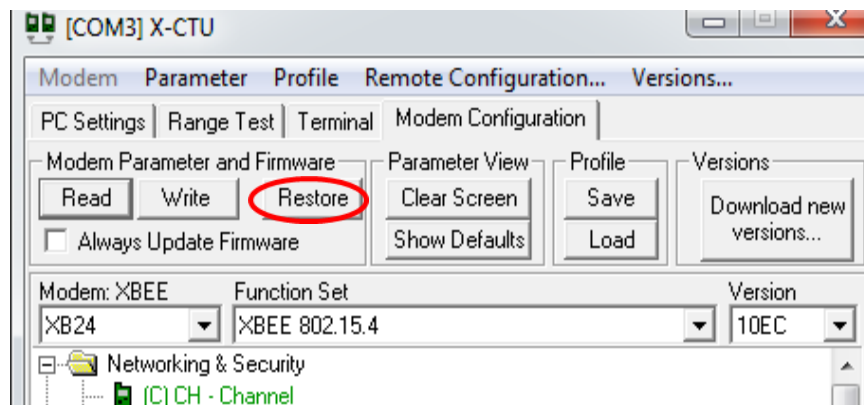 [COM3] X-CTU
Modem Parameter Profile Remote Configuration... Versions...
PC Settings Range Test Terminal Modem Configuration
Modem Parameter and Firmware Parameter View Profile Versions
Read Write Restore Clear Screen Save Download new versions...
Always Update Firmware Show Defaults Load
Modem: XBEE Function Set Version
XB24 XBEE 802.15.4 10EC
Networking & Security
(C) CH - Channel